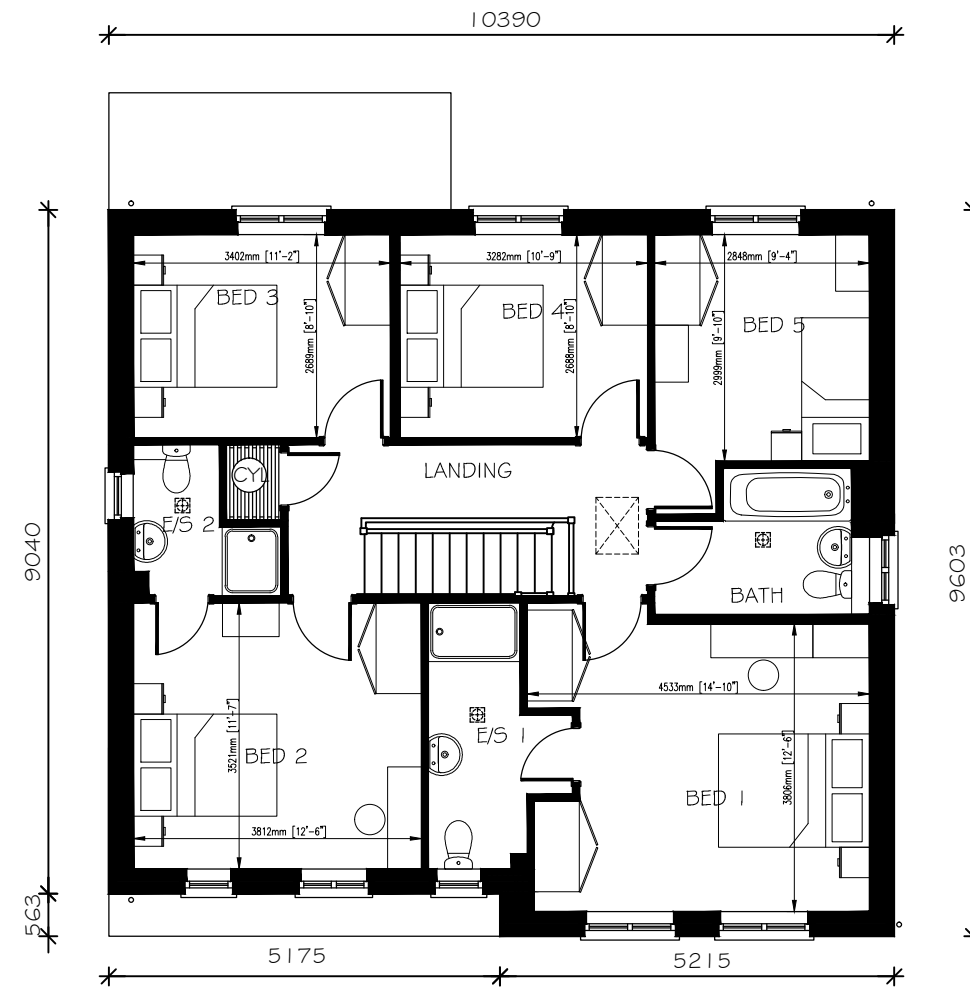 10390
3402mm [11'-2"]
3282mm [10'-9"]
2848mm [9'-4"]
BED 3
BED 4
BED 5
2689mm [8'-10"]
2688mm [8'-10"]
2999mm [9'-10"]
LANDING
CYL
E/S 2
BATH
9040
9603
4533mm [14'-10"]
E/S 1
3521mm [11'-7"]
BED 2
BED 1
3806mm [12'-6"]
3812mm [12'-6"]
563
5175
5215